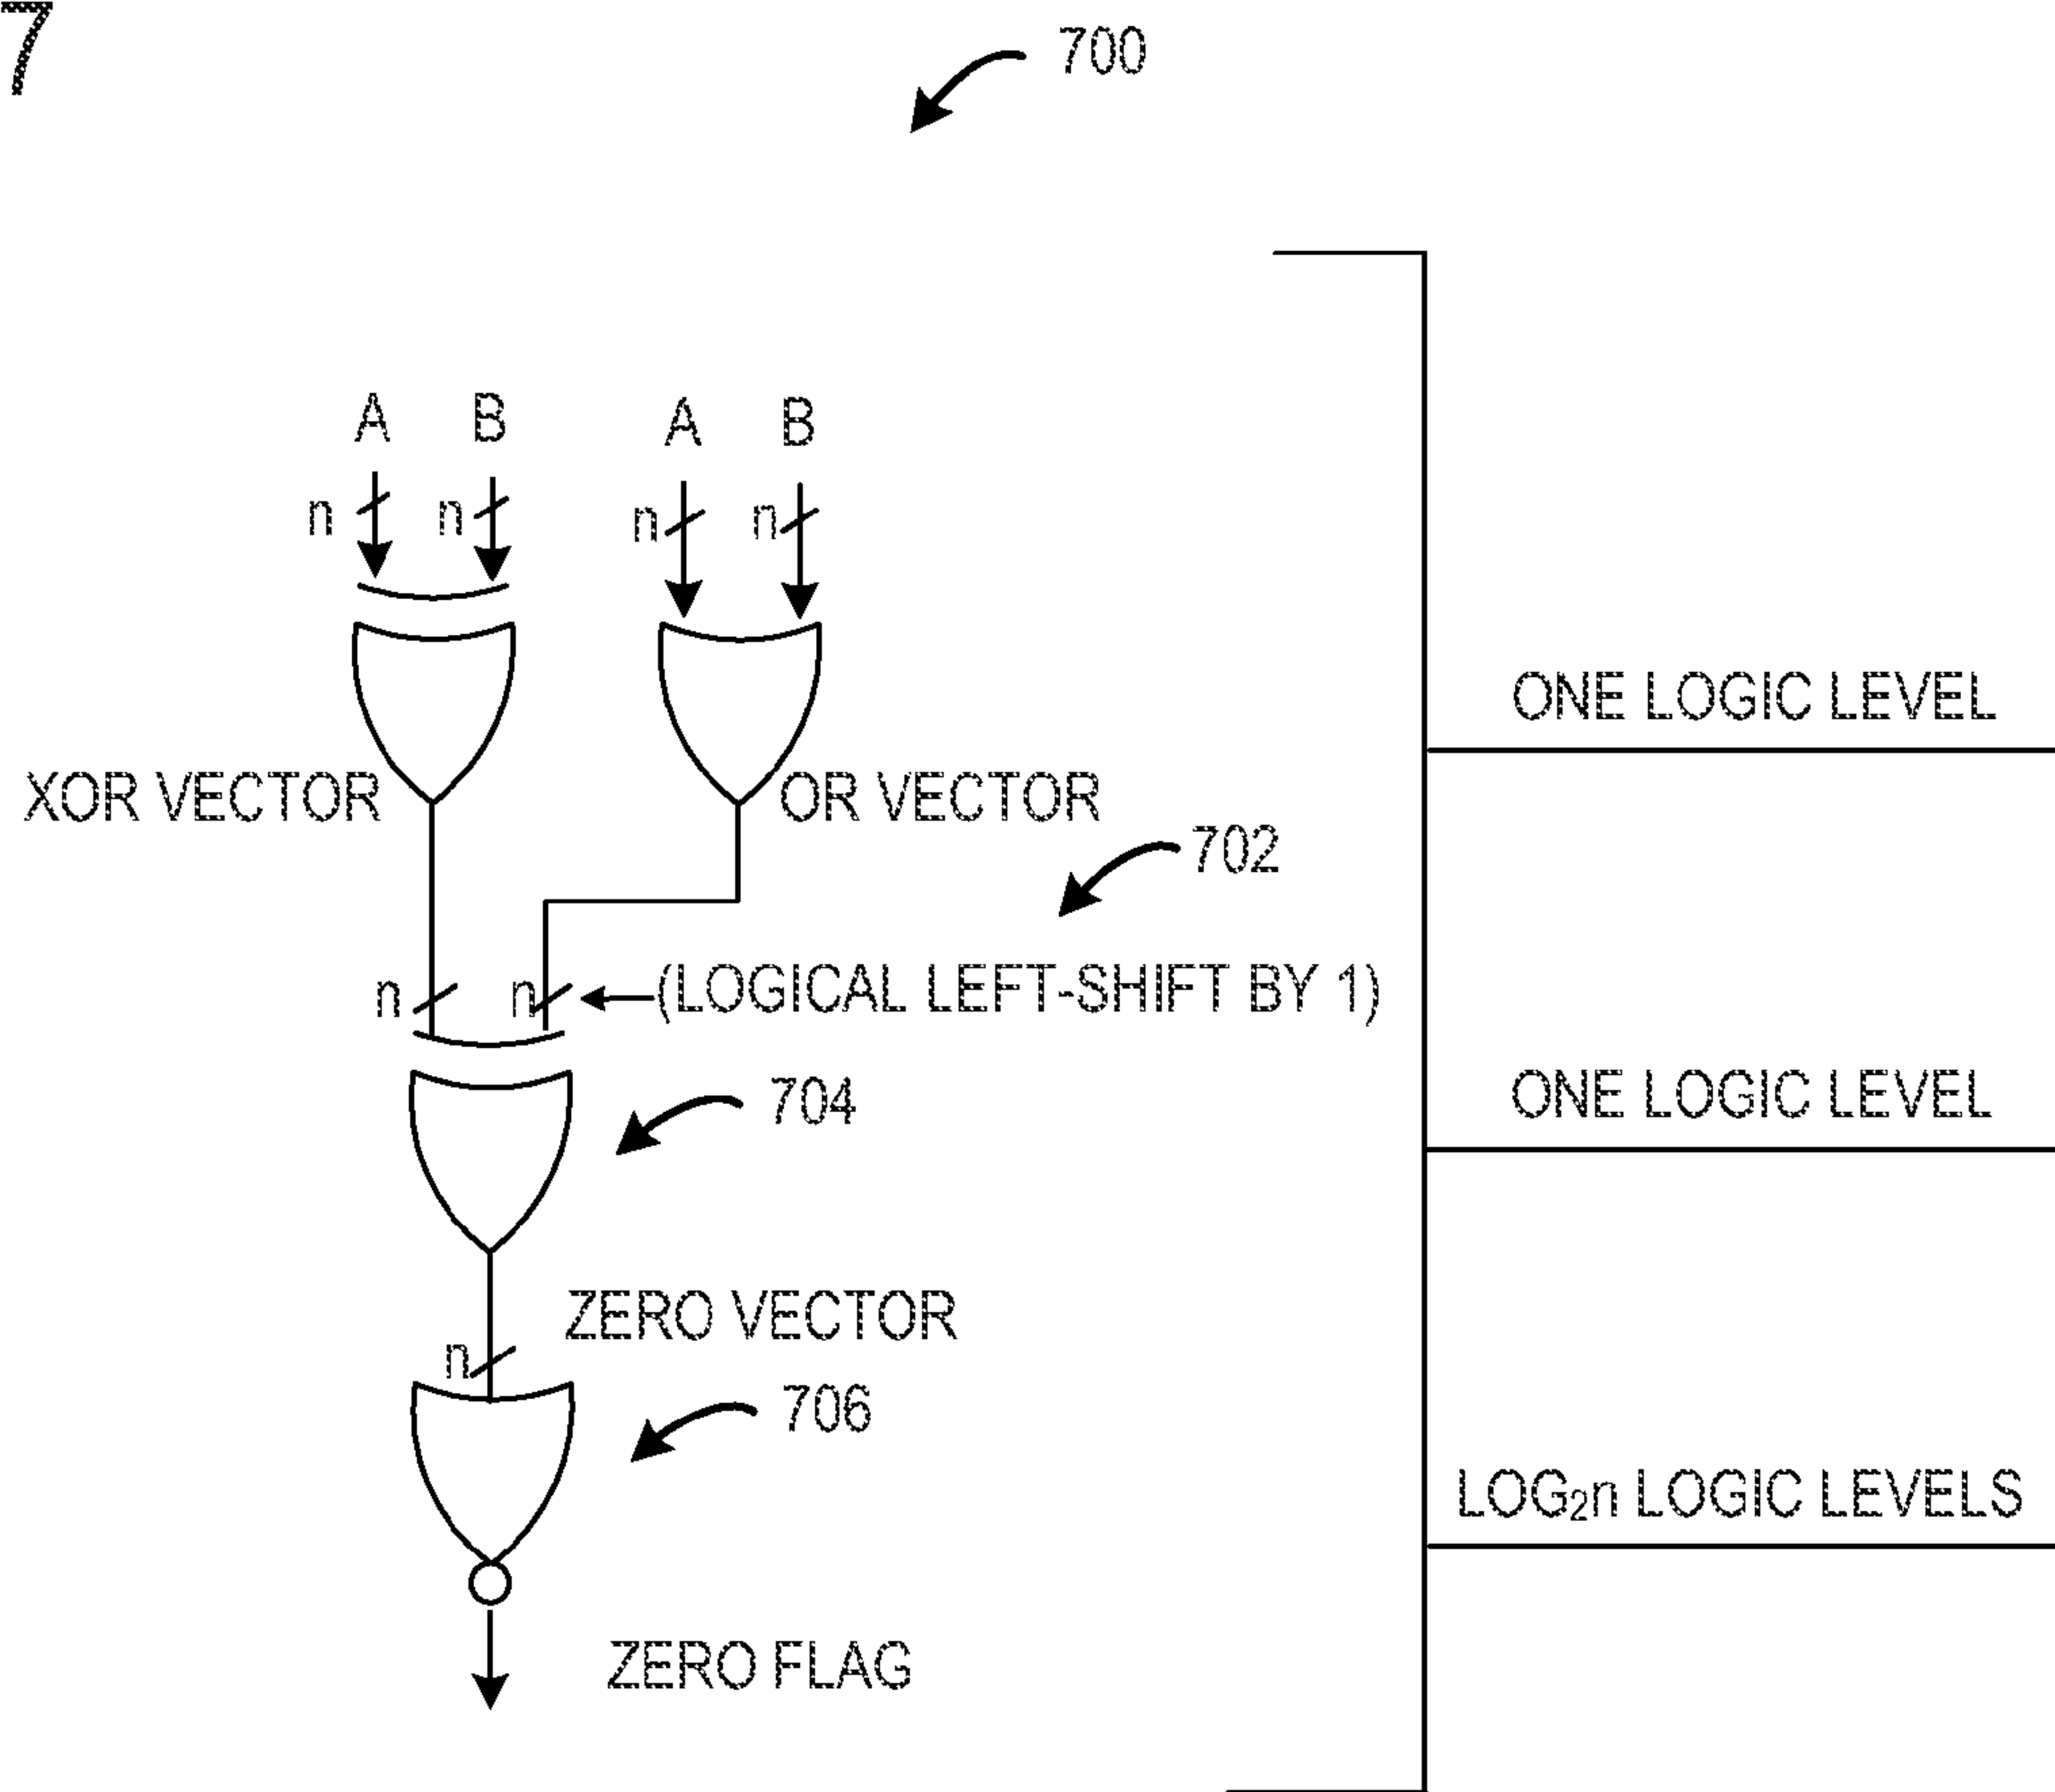 7
700
A B A B
n n n n
ONE LOGIC LEVEL
XOR VECTOR OR VECTOR
702
n n (LOGICAL LEFT-SHIFT BY 1)
704
ONE LOGIC LEVEL
ZERO VECTOR
n
706
LOG₂n LOGIC LEVELS
ZERO FLAG